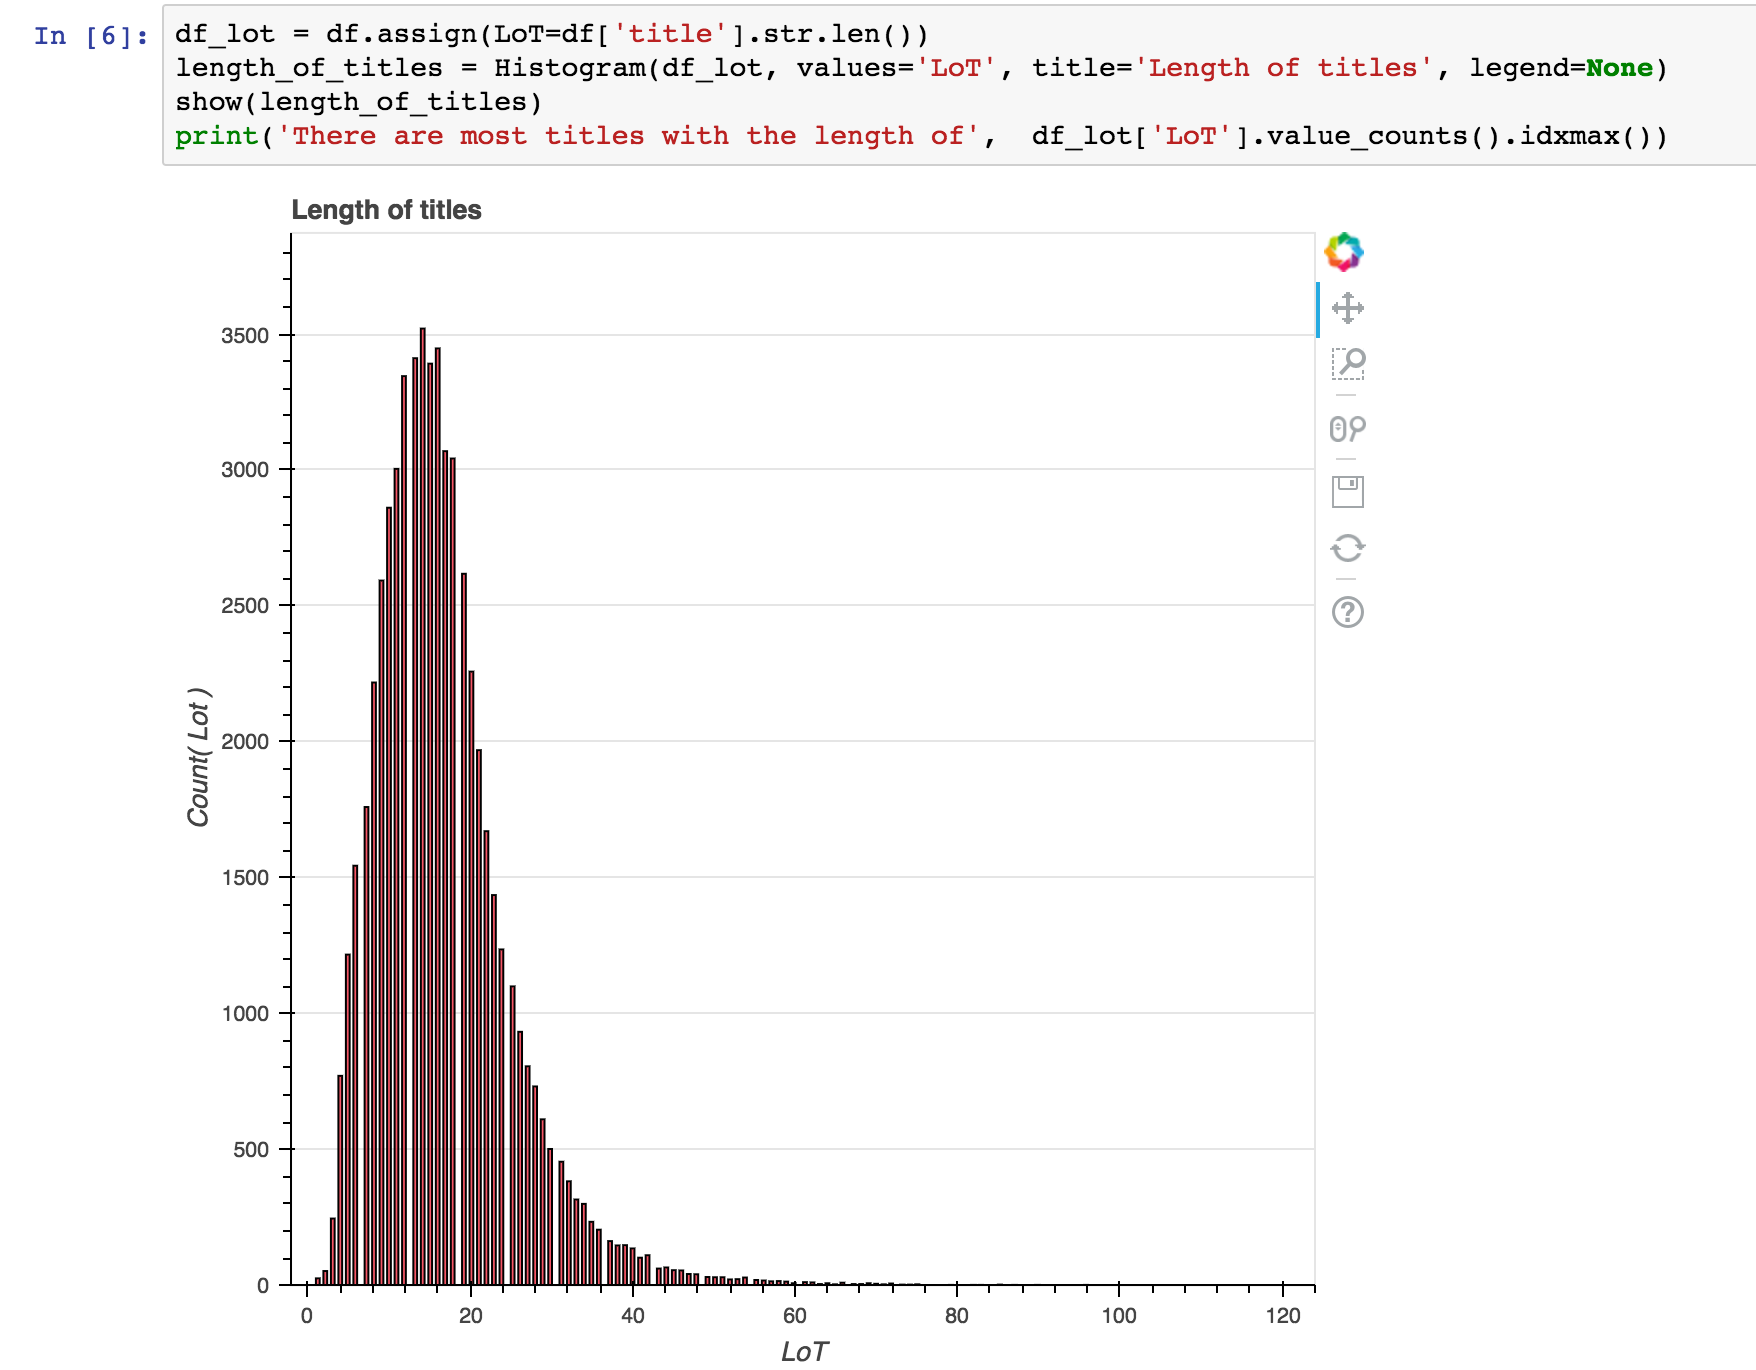 In [6]:
df_lot = df.assign(LoT=df['title'].str.len())
length_of_titles = Histogram(df_lot, values='LoT', title='Length of titles', legend=None)
show(length_of_titles)
print('There are most titles with the length of',  df_lot['LoT'].value_counts().idxmax())
Length of titles
3500
3000
2500
2000
1500
1000
500
0
Count( Lot )
0 20 40 60 80 100 120
LoT